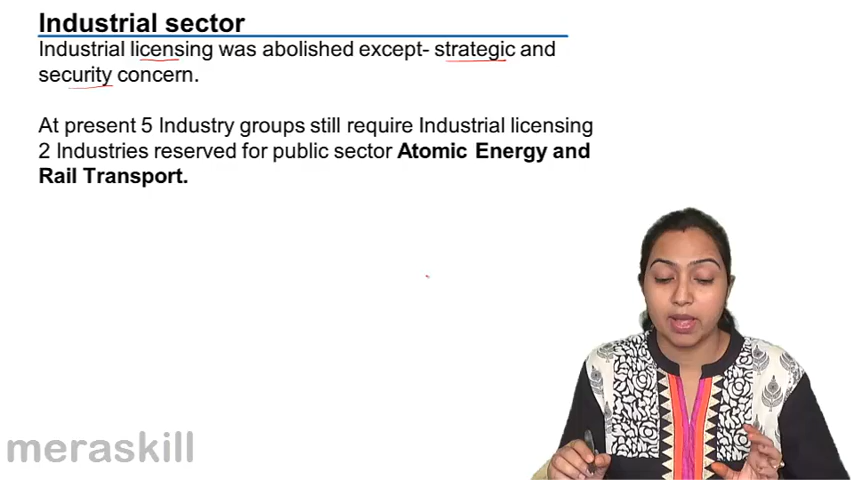 Industrial sector
Industrial licensing was abolished except- strategic and
security concern.
At present 5 Industry groups still require Industrial licensing
2 Industries reserved for public sector Atomic Energy and
Rail Transport.
meraskill